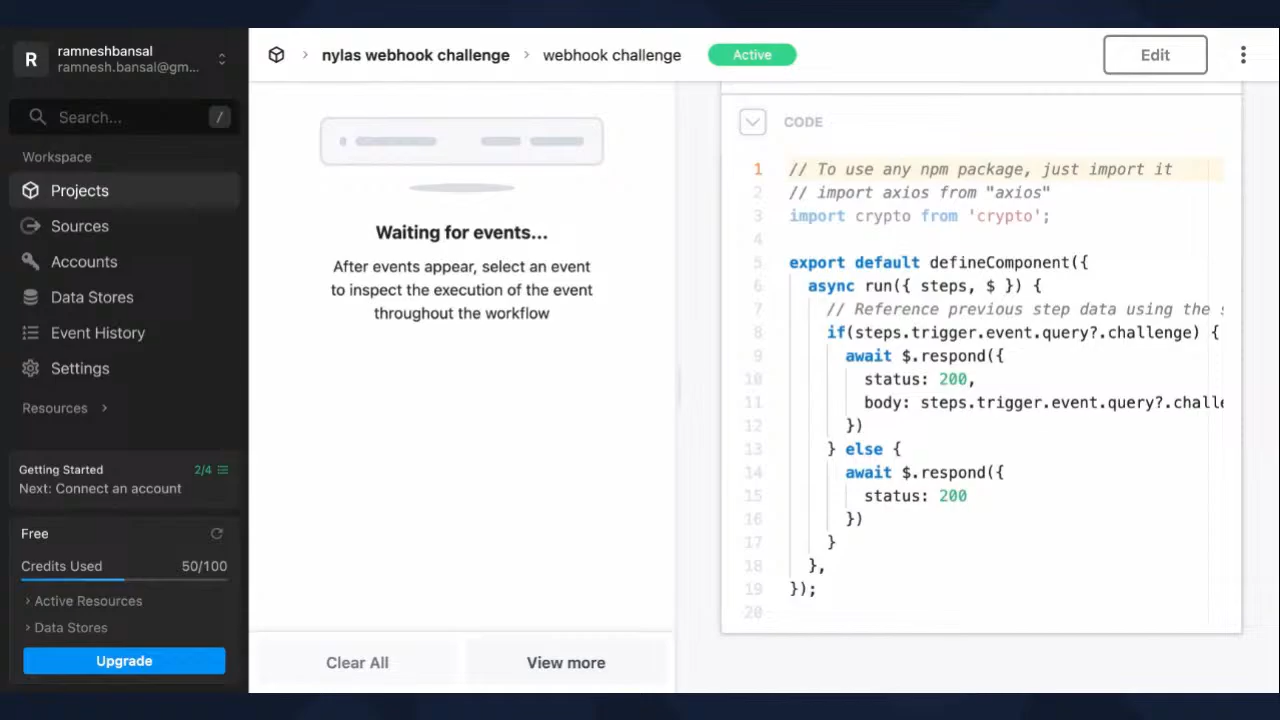 R
ramneshbansal
ramnesh.bansal@gm...
Search...
/
Workspace
Projects
Sources
Accounts
Data Stores
Event History
Settings
Resources
Getting Started
2/4
Next: Connect an account
Free
Credits Used
50/100
Active Resources
Data Stores
Upgrade
nylas webhook challenge
webhook challenge
Active
Edit
Waiting for events...
After events appear, select an event
to inspect the execution of the event
throughout the workflow
Clear All
View more
CODE
1 // To use any npm package, just import it
2 // import axios from "axios"
3 import crypto from 'crypto';
4
5 export default defineComponent({
6 async run({ steps, $ }) {
7 // Reference previous step data using the s
8 if(steps.trigger.event.query?.challenge) {
9 await $.respond({
10 status: 200,
11 body: steps.trigger.event.query?.challe
12 })
13 } else {
14 await $.respond({
15 status: 200
16 })
17 }
18 },
19 });
20